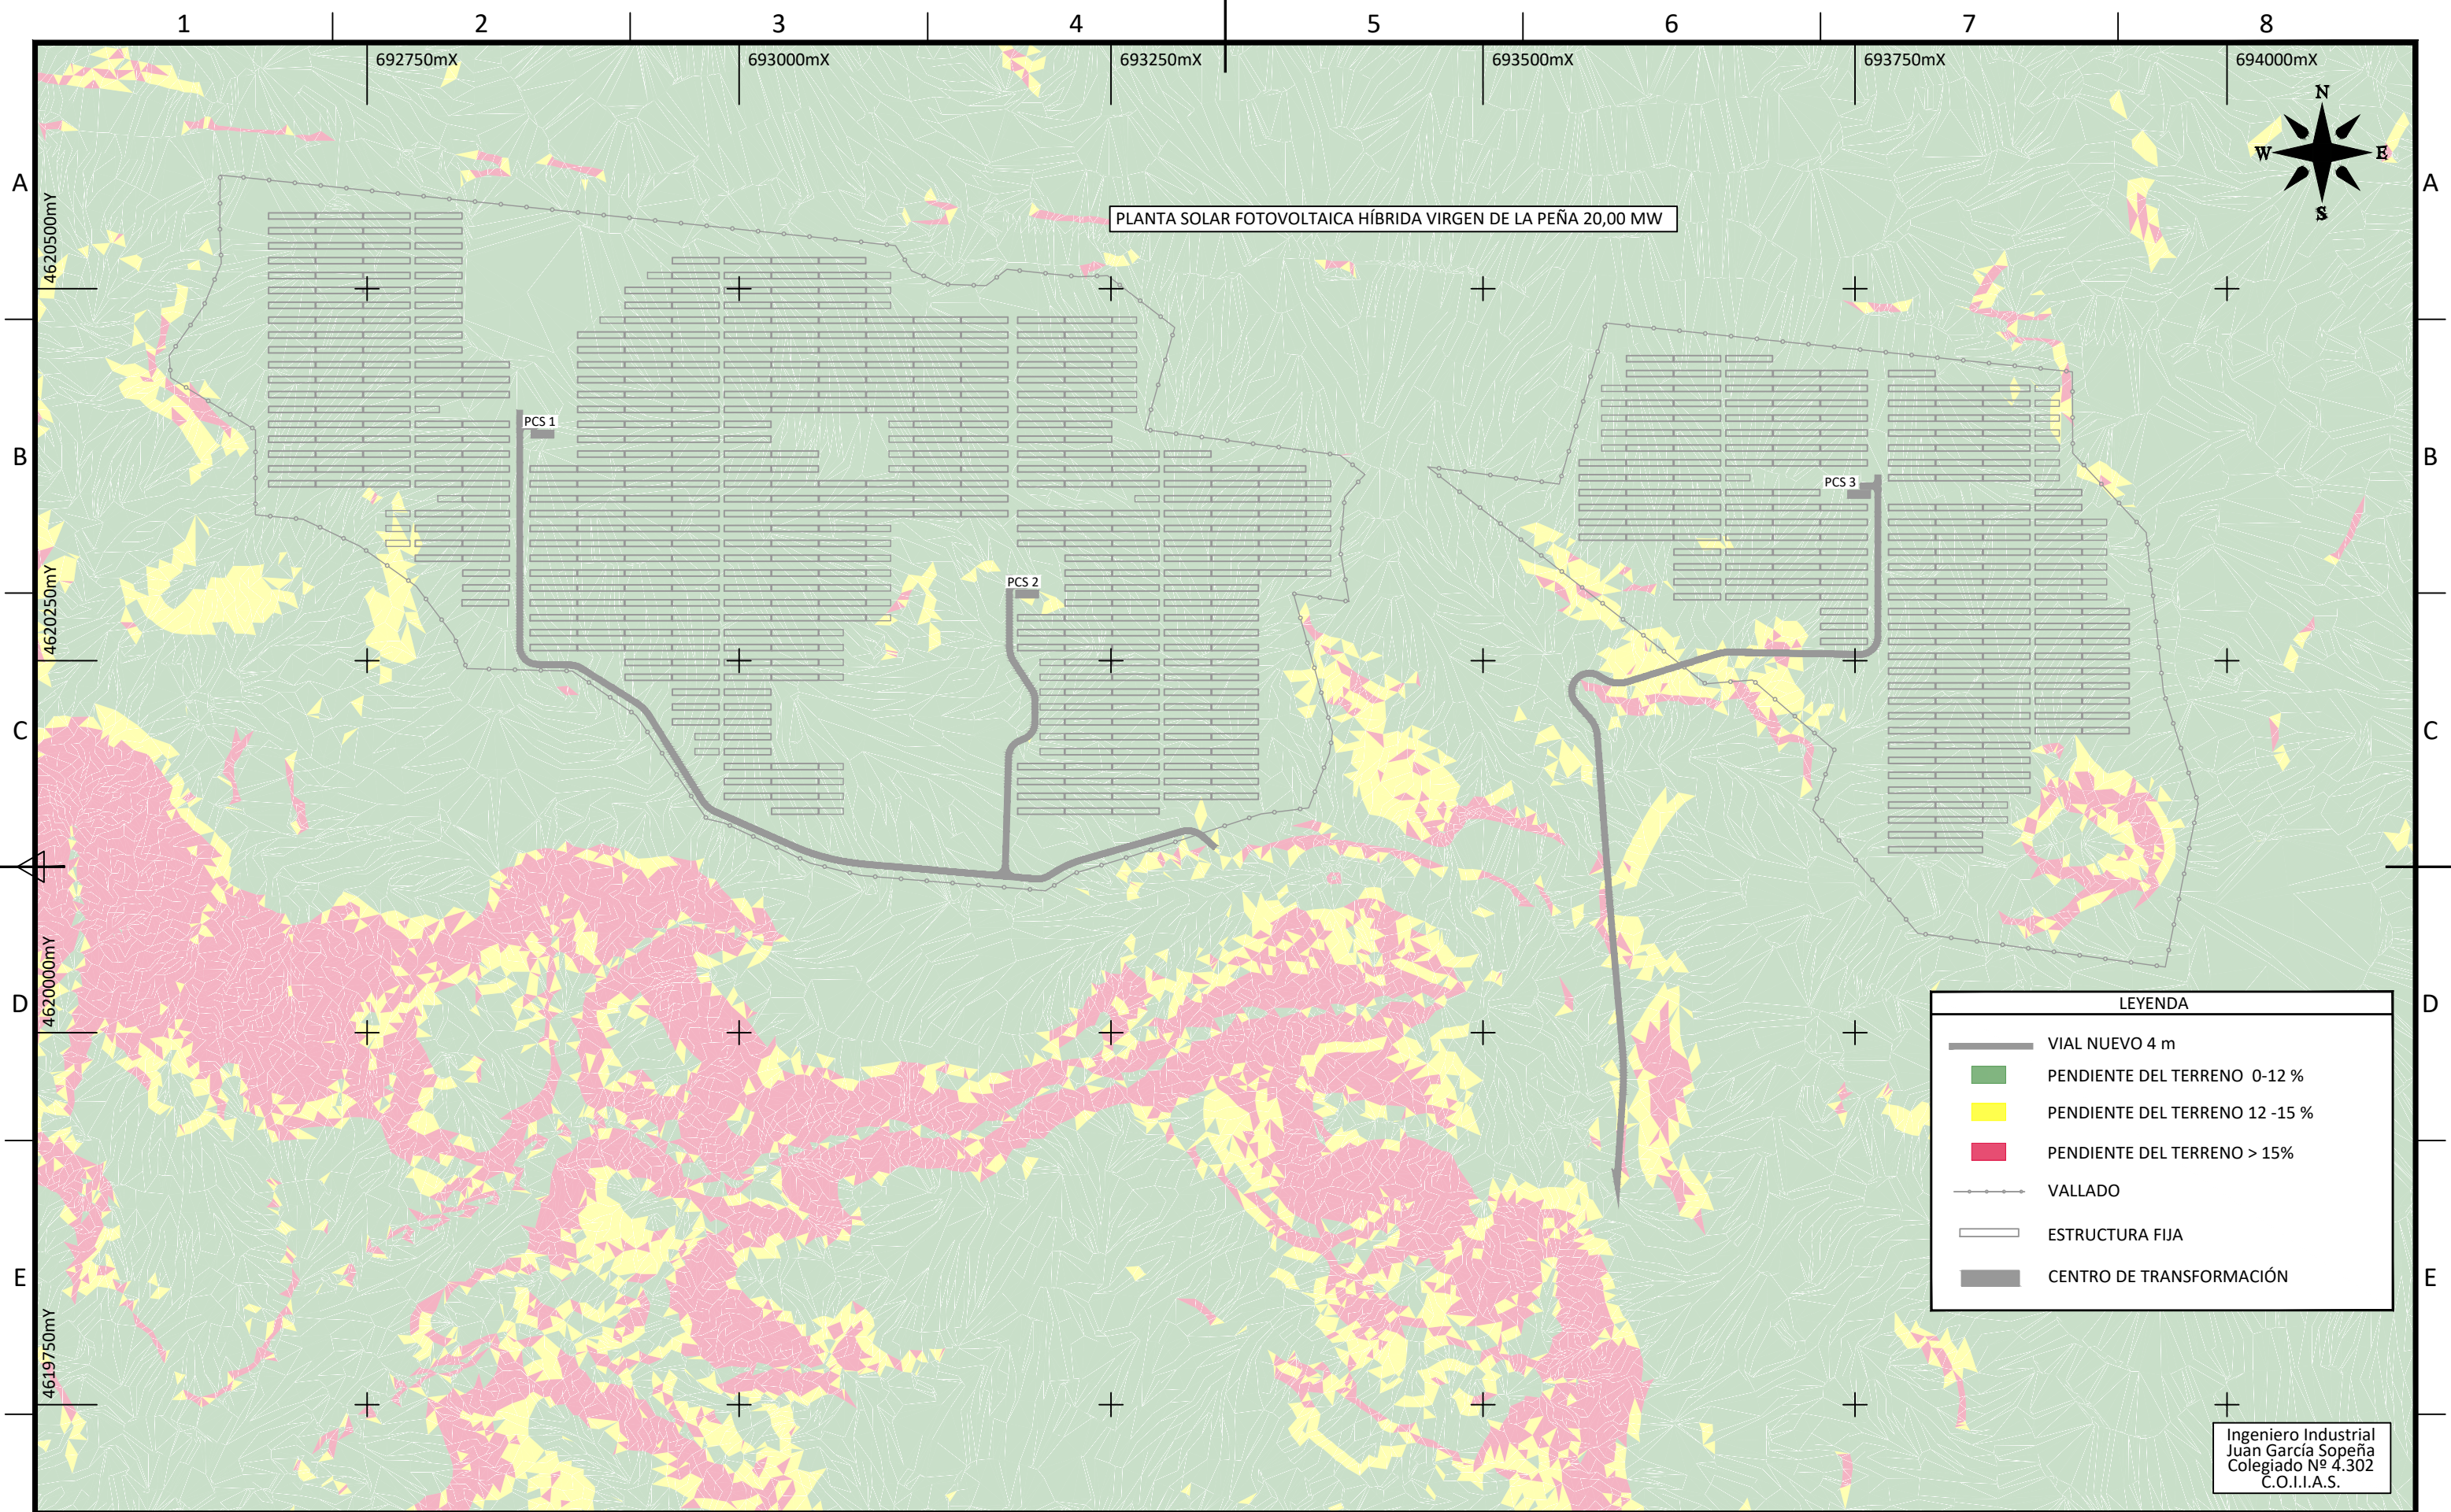 1 2 3 4 5 6 7 8
692750mX 693000mX 693250mX 693500mX 693750mX 694000mX
N
W E
S
A A
PLANTA SOLAR FOTOVOLTAICA HÍBRIDA VIRGEN DE LA PEÑA 20,00 MW
4620500mY
PCS 1
B B
PCS 3
PCS 2
4620250mY
C C
4620000mY
D D
LEYENDA
VIAL NUEVO 4 m
PENDIENTE DEL TERRENO 0-12 %
PENDIENTE DEL TERRENO 12 -15 %
PENDIENTE DEL TERRENO > 15%
VALLADO
ESTRUCTURA FIJA
CENTRO DE TRANSFORMACIÓN
E E
4619750mY
Ingeniero Industrial
Juan García Sopeña
Colegiado Nº 4.302
C.O.I.I.A.S.